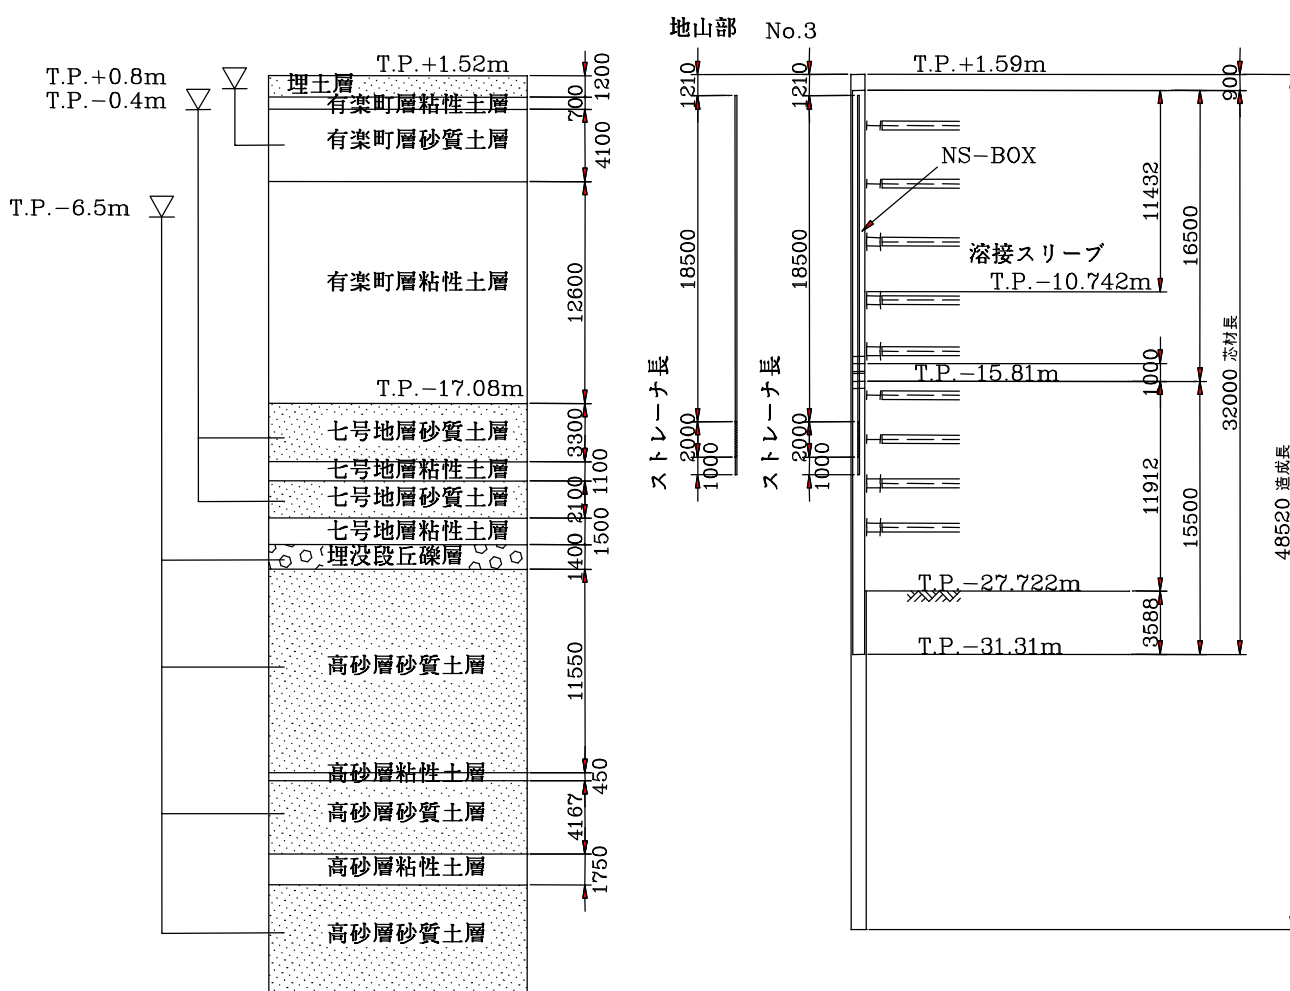 T.P.+0.8m
T.P.−0.4m
T.P.−6.5m
T.P.+1.52m
埋土層
有楽町層粘性土層
有楽町層砂質土層
有楽町層粘性土層
T.P.−17.08m
七号地層砂質土層
七号地層粘性土層
七号地層砂質土層
七号地層粘性土層
埋没段丘礫層
高砂層砂質土層
高砂層粘性土層
高砂層砂質土層
高砂層粘性土層
高砂層砂質土層
1200
700
4100
12600
3300
1100
2100
1500
1400
11550
450
4167
1750
地山部
No.3
1210
18500
ストレーナ長
2000
1000
1210
18500
ストレーナ長
2000
1000
T.P.+1.59m
NS−BOX
溶接スリーブ
T.P.−10.742m
T.P.−15.81m
T.P.−27.722m
T.P.−31.31m
11432
1000
11912
3588
16500
15500
900
32000 芯材長
48520 造成長